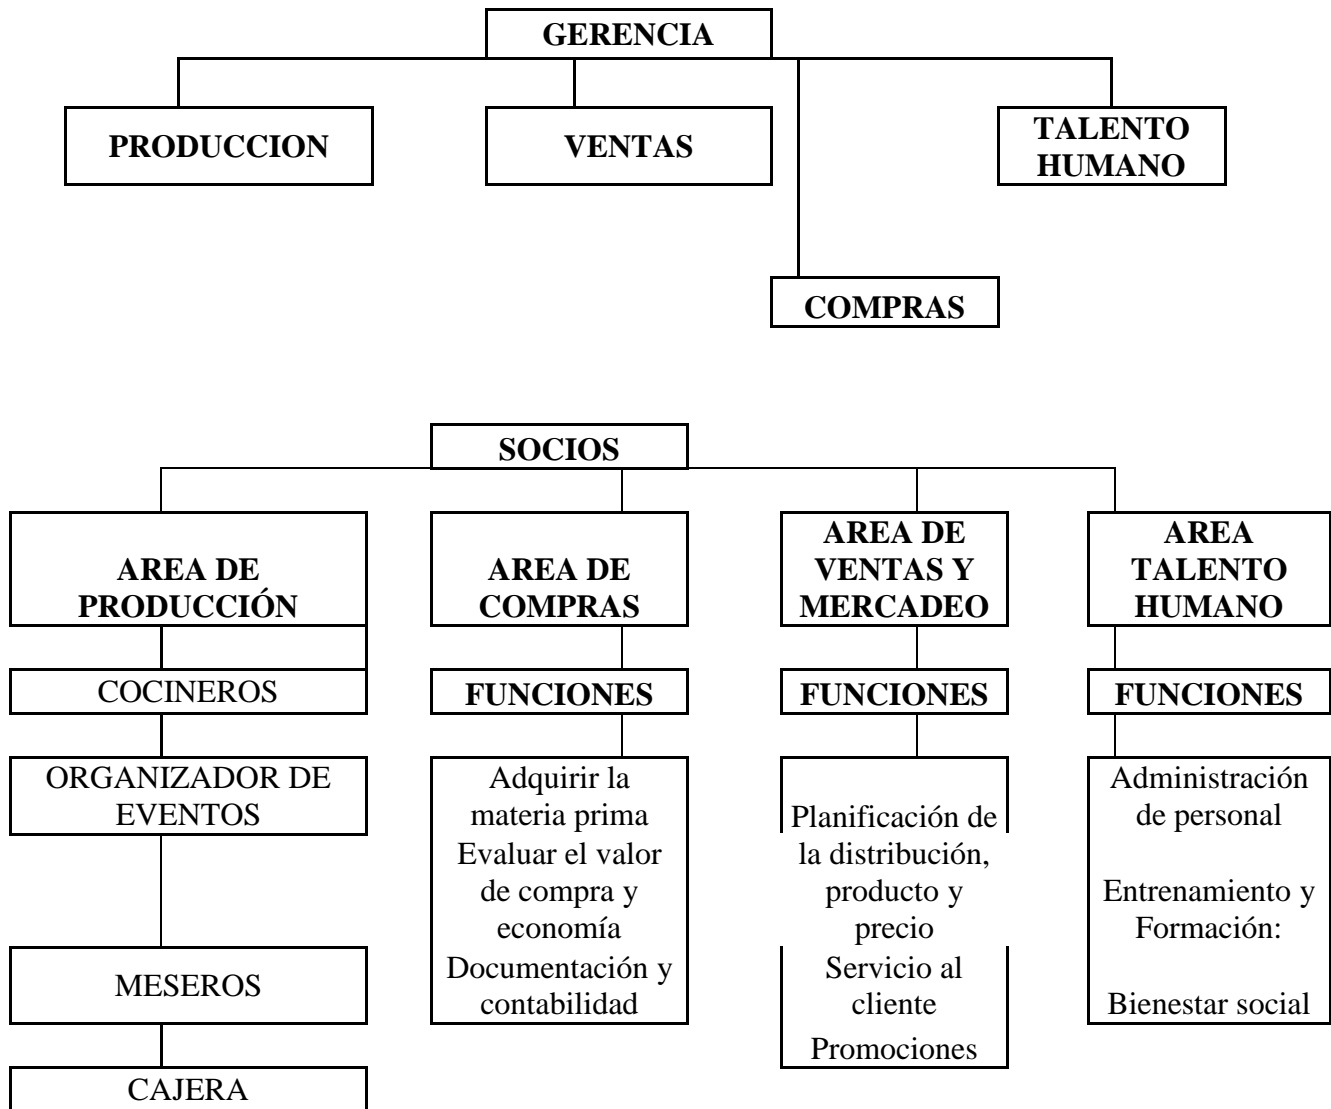 GERENCIA
PRODUCCION
VENTAS
TALENTO
HUMANO
COMPRAS
SOCIOS
AREA DE
PRODUCCIÓN
AREA DE
COMPRAS
AREA DE
VENTAS Y
MERCADEO
AREA
TALENTO
HUMANO
COCINEROS
FUNCIONES
FUNCIONES
FUNCIONES
ORGANIZADOR DE
EVENTOS
MESEROS
CAJERA
Adquirir la
materia prima
Evaluar el valor
de compra y
economía
Documentación y
contabilidad
Planificación de
la distribución,
producto y
precio
Servicio al
cliente
Promociones
Administración
de personal
Entrenamiento y
Formación:
Bienestar social